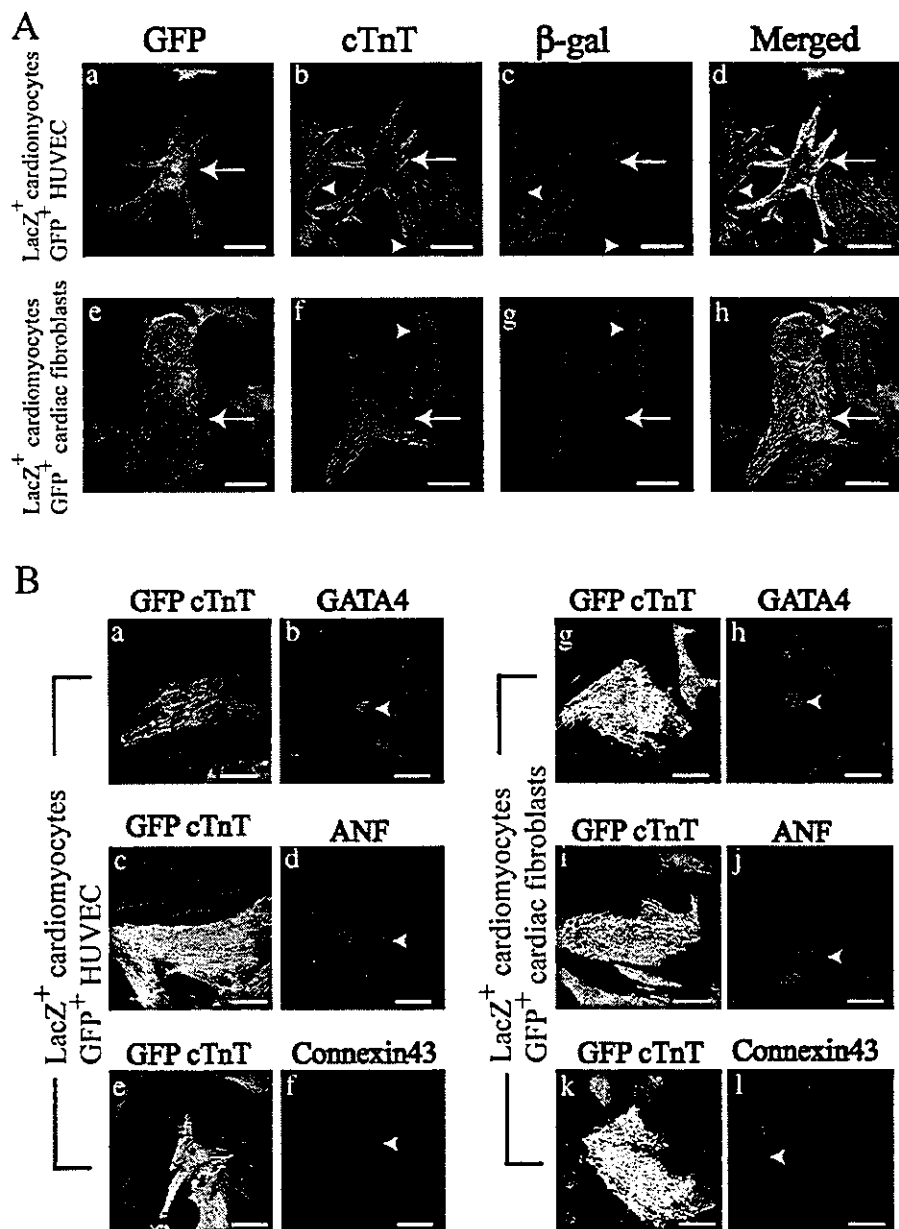 A
GFP cTnT β-gal Merged
LacZ+ cardiomyocytes
GFP+ HUVEC
a b c d
LacZ+ cardiomyocytes
GFP+ cardiac fibroblasts
e f g h
B
GFP cTnT GATA4 GFP cTnT GATA4
a b g h
LacZ+ cardiomyocytes
GFP+ HUVEC
LacZ+ cardiomyocytes
GFP+ cardiac fibroblasts
GFP cTnT ANF GFP cTnT ANF
c d i j
GFP cTnT Connexin43 GFP cTnT Connexin43
e f k l